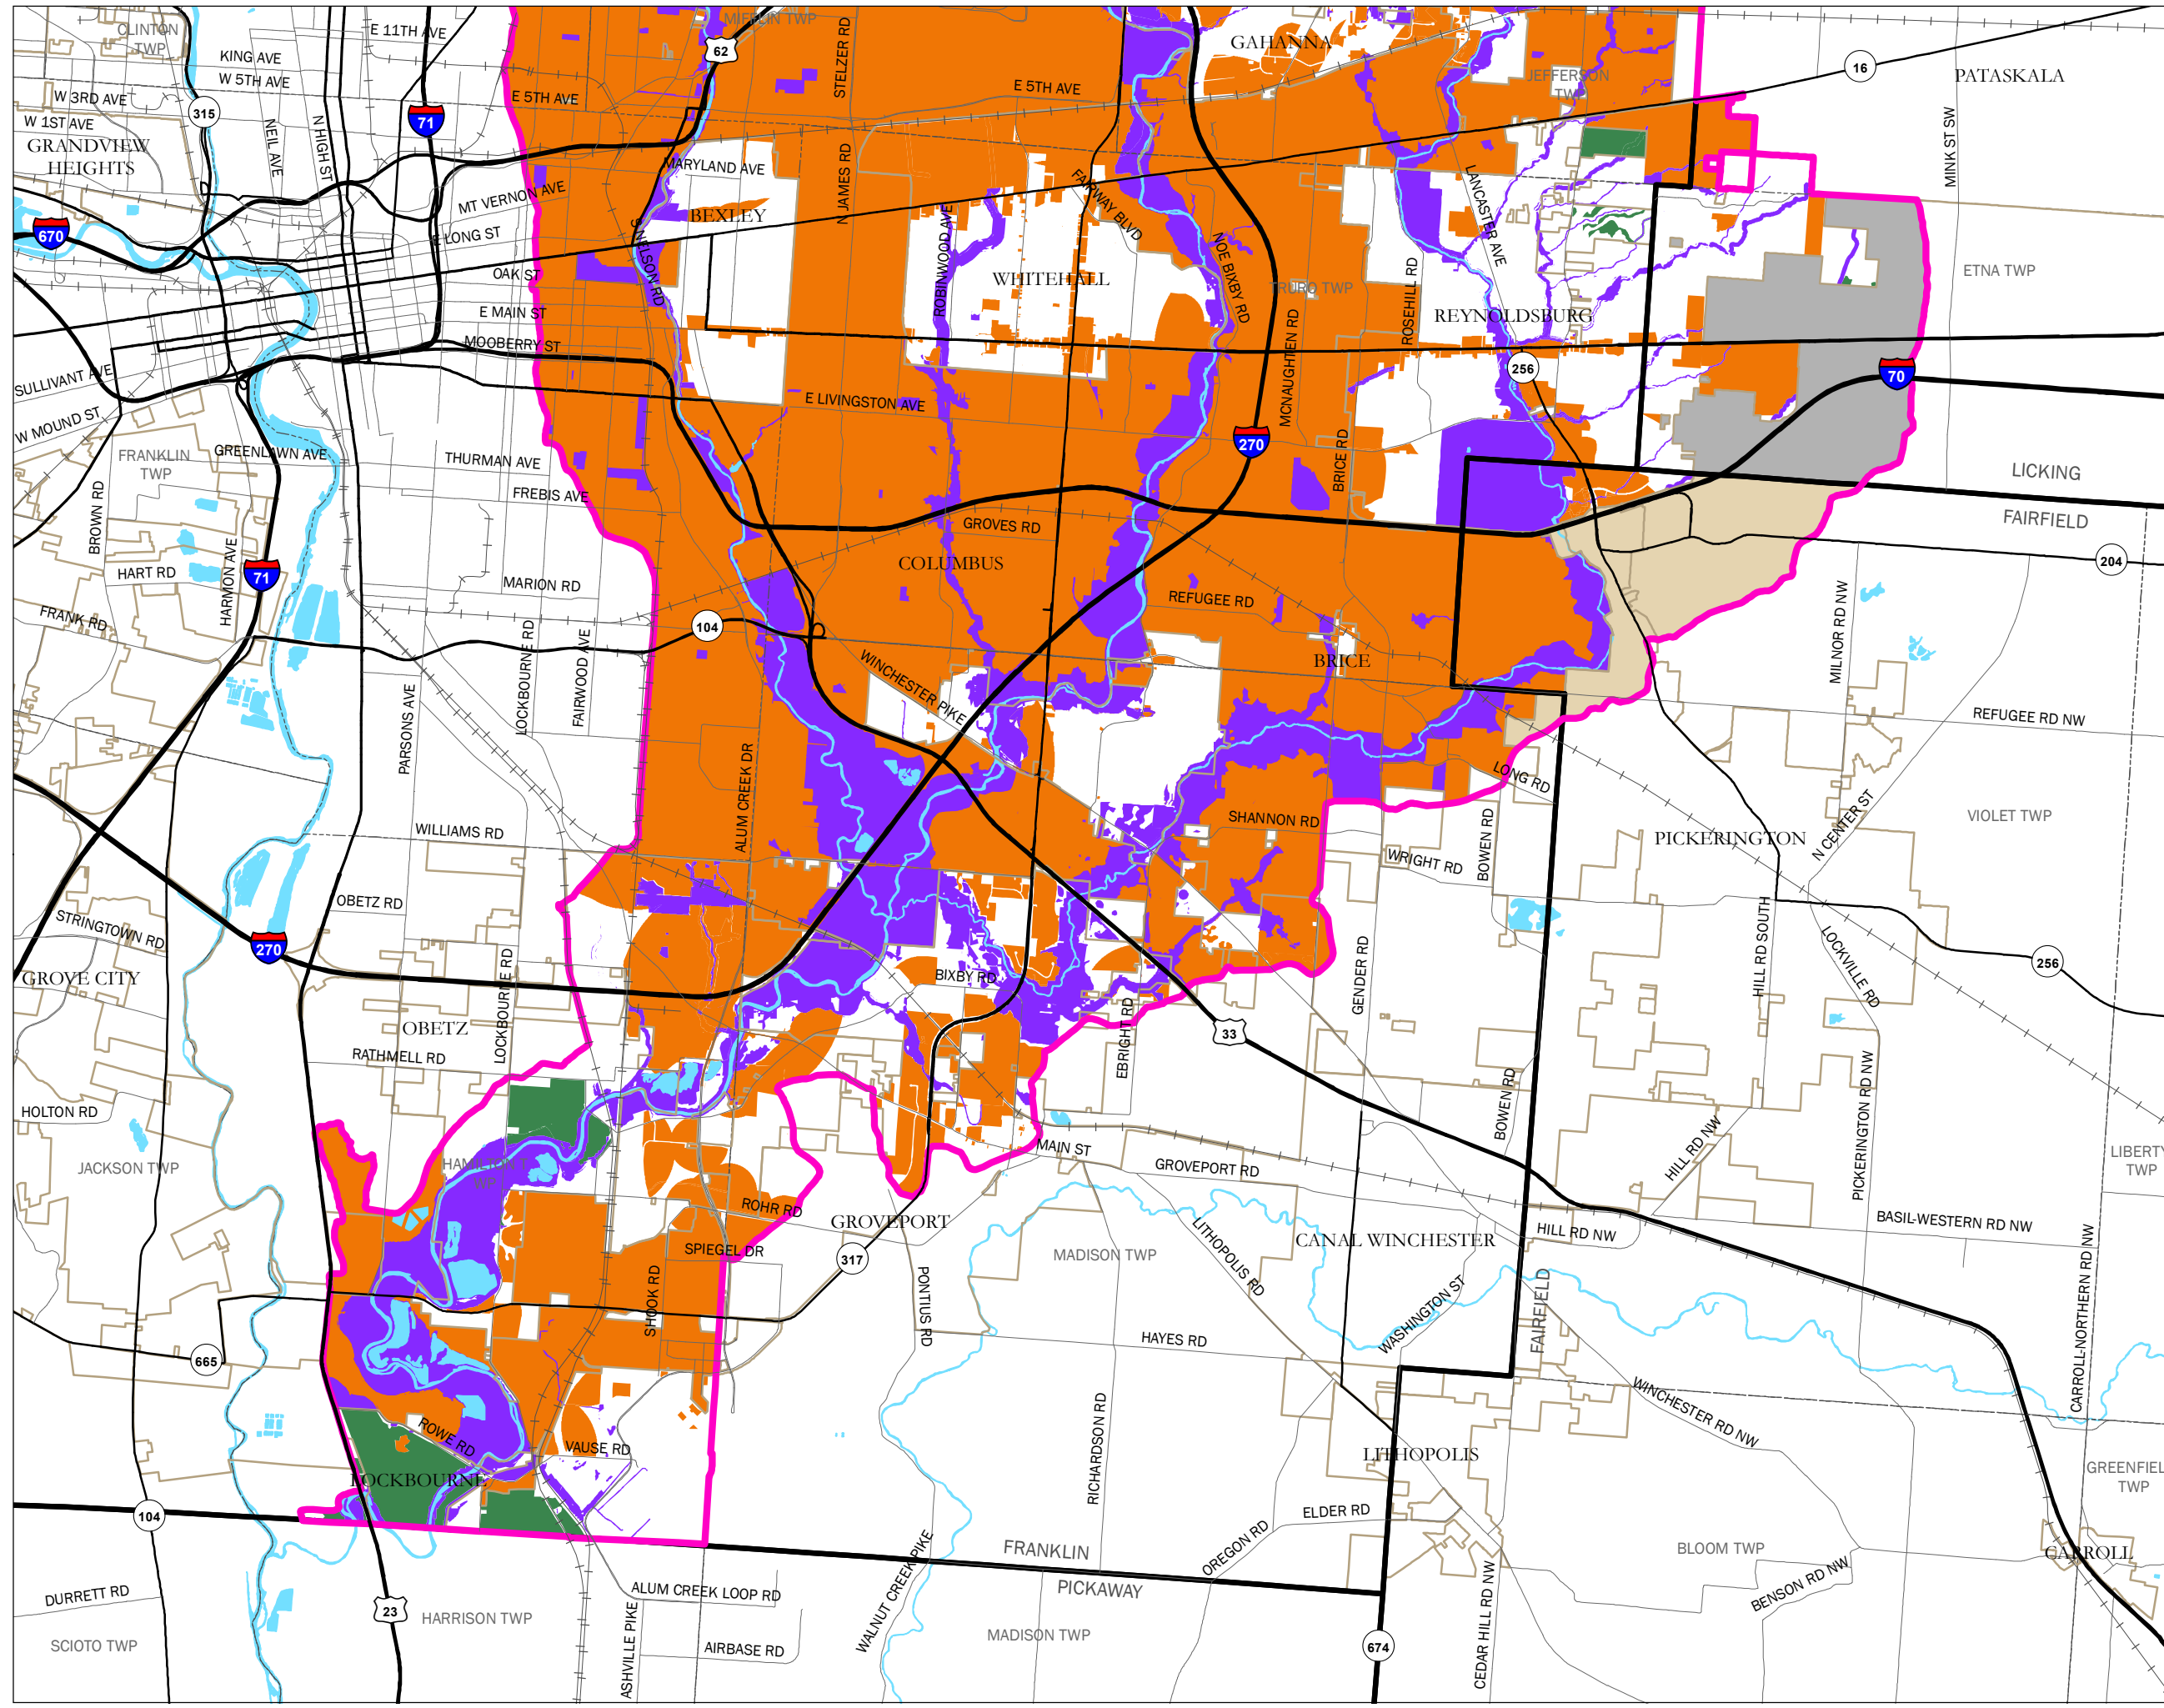 CLINTON
TWP
E 11TH AVE
MIFFLIN TWP
62
STELZER RD
GAHANNA
KING AVE
W 5TH AVE
W 3RD AVE
W 1ST AVE
315
71
E 5TH AVE
E 5TH AVE
JEFFERSON
TWP
16
PATASKALA
GRANDVIEW
HEIGHTS
NEIL AVE
N HIGH ST
MARYLAND AVE
N JAMES RD
FAIRWAY BLVD
LANCASTER AVE
MINK ST SW
MT VERNON AVE
BEXLEY
670
E LONG ST
S NELSON RD
ROBINWOOD AVE
NOE BIXBY RD
OAK ST
WHITEHALL
TRURO TWP
ROSEHILL RD
ETNA TWP
E MAIN ST
MCNAUGHTEN RD
REYNOLDSBURG
MOOBERRY ST
SULLIVANT AVE
256
70
W MOUND ST
E LIVINGSTON AVE
FRANKLIN
TWP
GREENLAWN AVE
THURMAN AVE
270
BRICE RD
LICKING
BROWN RD
FREBIS AVE
GROVES RD
FAIRFIELD
HARMON AVE
HART RD
71
MARION RD
COLUMBUS
204
FRANK RD
REFUGEE RD
104
LOCKBOURNE RD
FAIRWOOD AVE
WINCHESTER PIKE
BRICE
MILNOR RD NW
PARSONS AVE
REFUGEE RD NW
ALUM CREEK DR
LONG RD
WILLIAMS RD
SHANNON RD
BOWEN RD
PICKERINGTON
N CENTER ST
VIOLET TWP
WRIGHT RD
OBETZ RD
STRINGTOWN RD
270
GROVE CITY
LOCKBOURNE RD
BIXBY RD
GENDER RD
HILL RD SOUTH
LOCKVILLE RD
256
OBETZ
EBRIGHT RD
33
RATHMELL RD
BOWEN RD
PICKERINGTON RD NW
HOLTON RD
JACKSON TWP
HAMILTON T
WP
MAIN ST
GROVEPORT RD
HILL RD NW
LIBERTY
TWP
ROHR RD
GROVEPORT
LITHOPOLIS RD
CANAL WINCHESTER
HILL RD NW
BASIL-WESTERN RD NW
SPIEGEL DR
317
MADISON TWP
SHOOK RD
PONTIUS RD
WASHINGTON ST
FAIRFIELD
CARROLL-NORTHERN RD NW
665
HAYES RD
RICHARDSON RD
WINCHESTER RD NW
ROWE RD
VAUSE RD
LITHOPOLIS
LOCKBOURNE
GREENFIEL
TWP
104
ELDER RD
FRANKLIN
PICKAWAY
OREGON RD
BLOOM TWP
CARROLL
DURRETT RD
23
HARRISON TWP
ALUM CREEK LOOP RD
WALNUT CREEK PIKE
CEDAR HILL RD NW
BENSON RD NW
SCIOTO TWP
ASHVILLE PIKE
AIRBASE RD
MADISON TWP
674